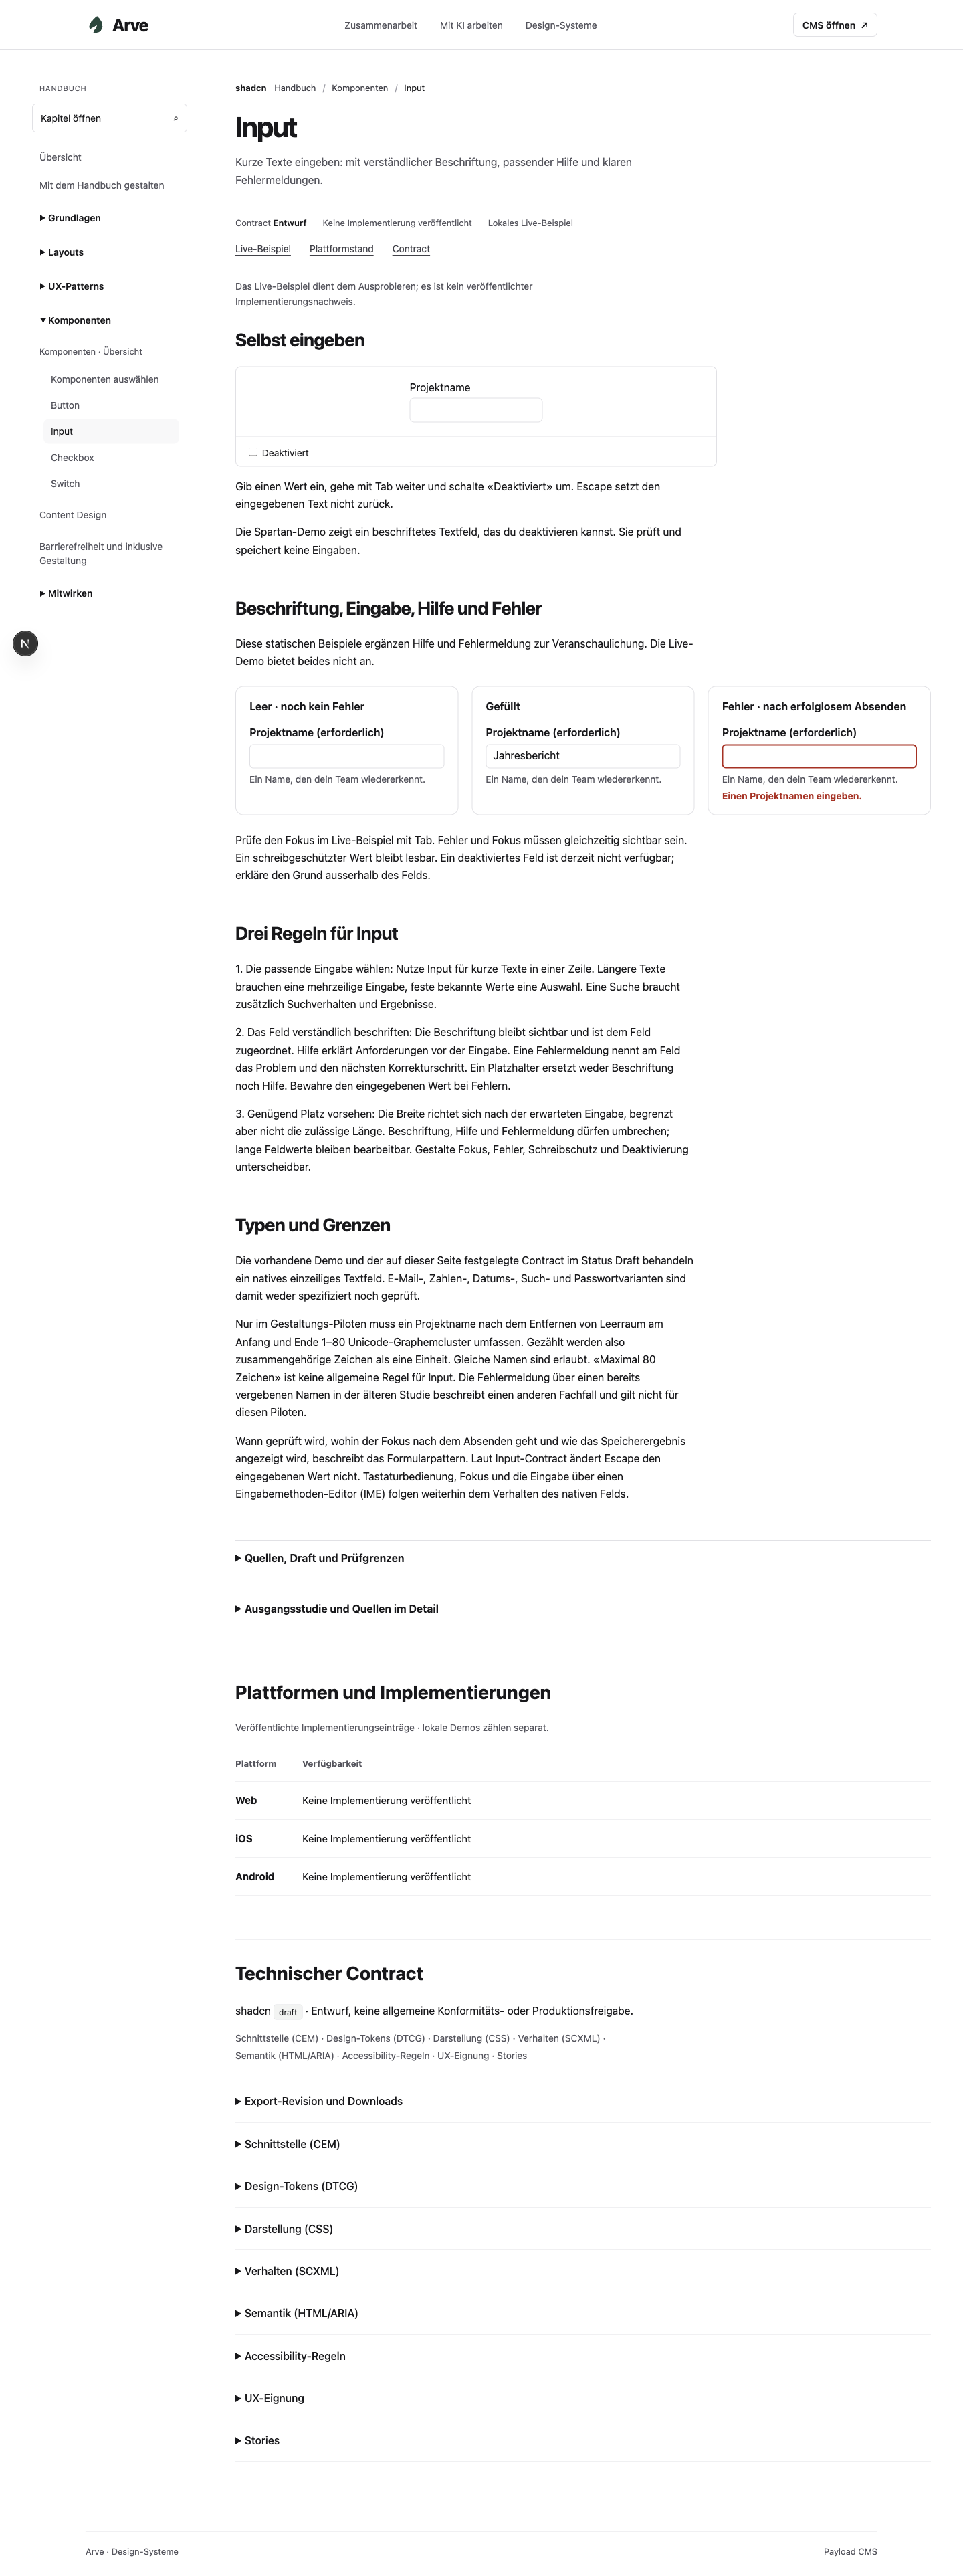 Arve
Zusammenarbeit
Mit KI arbeiten
Design-Systeme
CMS öffnen ↗
HANDBUCH
Kapitel öffnen
Übersicht
Mit dem Handbuch gestalten
Grundlagen
Layouts
UX-Patterns
Komponenten
Komponenten · Übersicht
Komponenten auswählen
Button
Input
Checkbox
Switch
Content Design
Barrierefreiheit und inklusive
Gestaltung
Mitwirken
N
shadcn Handbuch / Komponenten / Input
Input
Kurze Texte eingeben: mit verständlicher Beschriftung, passender Hilfe und klaren
Fehlermeldungen.
Contract Entwurf Keine Implementierung veröffentlicht Lokales Live-Beispiel
Live-Beispiel Plattformstand Contract
Das Live-Beispiel dient dem Ausprobieren; es ist kein veröffentlichter
Implementierungsnachweis.
Selbst eingeben
Projektname
Deaktiviert
Gib einen Wert ein, gehe mit Tab weiter und schalte «Deaktiviert» um. Escape setzt den
eingegebenen Text nicht zurück.
Die Spartan-Demo zeigt ein beschriftetes Textfeld, das du deaktivieren kannst. Sie prüft und
speichert keine Eingaben.
Beschriftung, Eingabe, Hilfe und Fehler
Diese statischen Beispiele ergänzen Hilfe und Fehlermeldung zur Veranschaulichung. Die Live-
Demo bietet beides nicht an.
Leer · noch kein Fehler
Projektname (erforderlich)
Ein Name, den dein Team wiedererkennt.
Gefüllt
Projektname (erforderlich)
Jahresbericht
Ein Name, den dein Team wiedererkennt.
Fehler · nach erfolglosem Absenden
Projektname (erforderlich)
Ein Name, den dein Team wiedererkennt.
Einen Projektnamen eingeben.
Prüfe den Fokus im Live-Beispiel mit Tab. Fehler und Fokus müssen gleichzeitig sichtbar sein.
Ein schreibgeschützter Wert bleibt lesbar. Ein deaktiviertes Feld ist derzeit nicht verfügbar;
erkläre den Grund ausserhalb des Felds.
Drei Regeln für Input
1. Die passende Eingabe wählen: Nutze Input für kurze Texte in einer Zeile. Längere Texte
brauchen eine mehrzeilige Eingabe, feste bekannte Werte eine Auswahl. Eine Suche braucht
zusätzlich Suchverhalten und Ergebnisse.
2. Das Feld verständlich beschriften: Die Beschriftung bleibt sichtbar und ist dem Feld
zugeordnet. Hilfe erklärt Anforderungen vor der Eingabe. Eine Fehlermeldung nennt am Feld
das Problem und den nächsten Korrekturschritt. Ein Platzhalter ersetzt weder Beschriftung
noch Hilfe. Bewahre den eingegebenen Wert bei Fehlern.
3. Genügend Platz vorsehen: Die Breite richtet sich nach der erwarteten Eingabe, begrenzt
aber nicht die zulässige Länge. Beschriftung, Hilfe und Fehlermeldung dürfen umbrechen;
lange Feldwerte bleiben bearbeitbar. Gestalte Fokus, Fehler, Schreibschutz und Deaktivierung
unterscheidbar.
Typen und Grenzen
Die vorhandene Demo und der auf dieser Seite festgelegte Contract im Status Draft behandeln
ein natives einzeiliges Textfeld. E-Mail-, Zahlen-, Datums-, Such- und Passwortvarianten sind
damit weder spezifiziert noch geprüft.
Nur im Gestaltungs-Piloten muss ein Projektname nach dem Entfernen von Leerraum am
Anfang und Ende 1–80 Unicode-Graphemcluster umfassen. Gezählt werden also
zusammengehörige Zeichen als eine Einheit. Gleiche Namen sind erlaubt. «Maximal 80
Zeichen» ist keine allgemeine Regel für Input. Die Fehlermeldung über einen bereits
vergebenen Namen in der älteren Studie beschreibt einen anderen Fachfall und gilt nicht für
diesen Piloten.
Wann geprüft wird, wohin der Fokus nach dem Absenden geht und wie das Speicherergebnis
angezeigt wird, beschreibt das Formularpattern. Laut Input-Contract ändert Escape den
eingegebenen Wert nicht. Tastaturbedienung, Fokus und die Eingabe über einen
Eingabemethoden-Editor (IME) folgen weiterhin dem Verhalten des nativen Felds.
Quellen, Draft und Prüfgrenzen
Ausgangsstudie und Quellen im Detail
Plattformen und Implementierungen
Veröffentlichte Implementierungseinträge · lokale Demos zählen separat.
Plattform Verfügbarkeit
Web Keine Implementierung veröffentlicht
iOS Keine Implementierung veröffentlicht
Android Keine Implementierung veröffentlicht
Technischer Contract
shadcn draft · Entwurf, keine allgemeine Konformitäts- oder Produktionsfreigabe.
Schnittstelle (CEM) · Design-Tokens (DTCG) · Darstellung (CSS) · Verhalten (SCXML) ·
Semantik (HTML/ARIA) · Accessibility-Regeln · UX-Eignung · Stories
Export-Revision und Downloads
Schnittstelle (CEM)
Design-Tokens (DTCG)
Darstellung (CSS)
Verhalten (SCXML)
Semantik (HTML/ARIA)
Accessibility-Regeln
UX-Eignung
Stories
Arve · Design-Systeme
Payload CMS